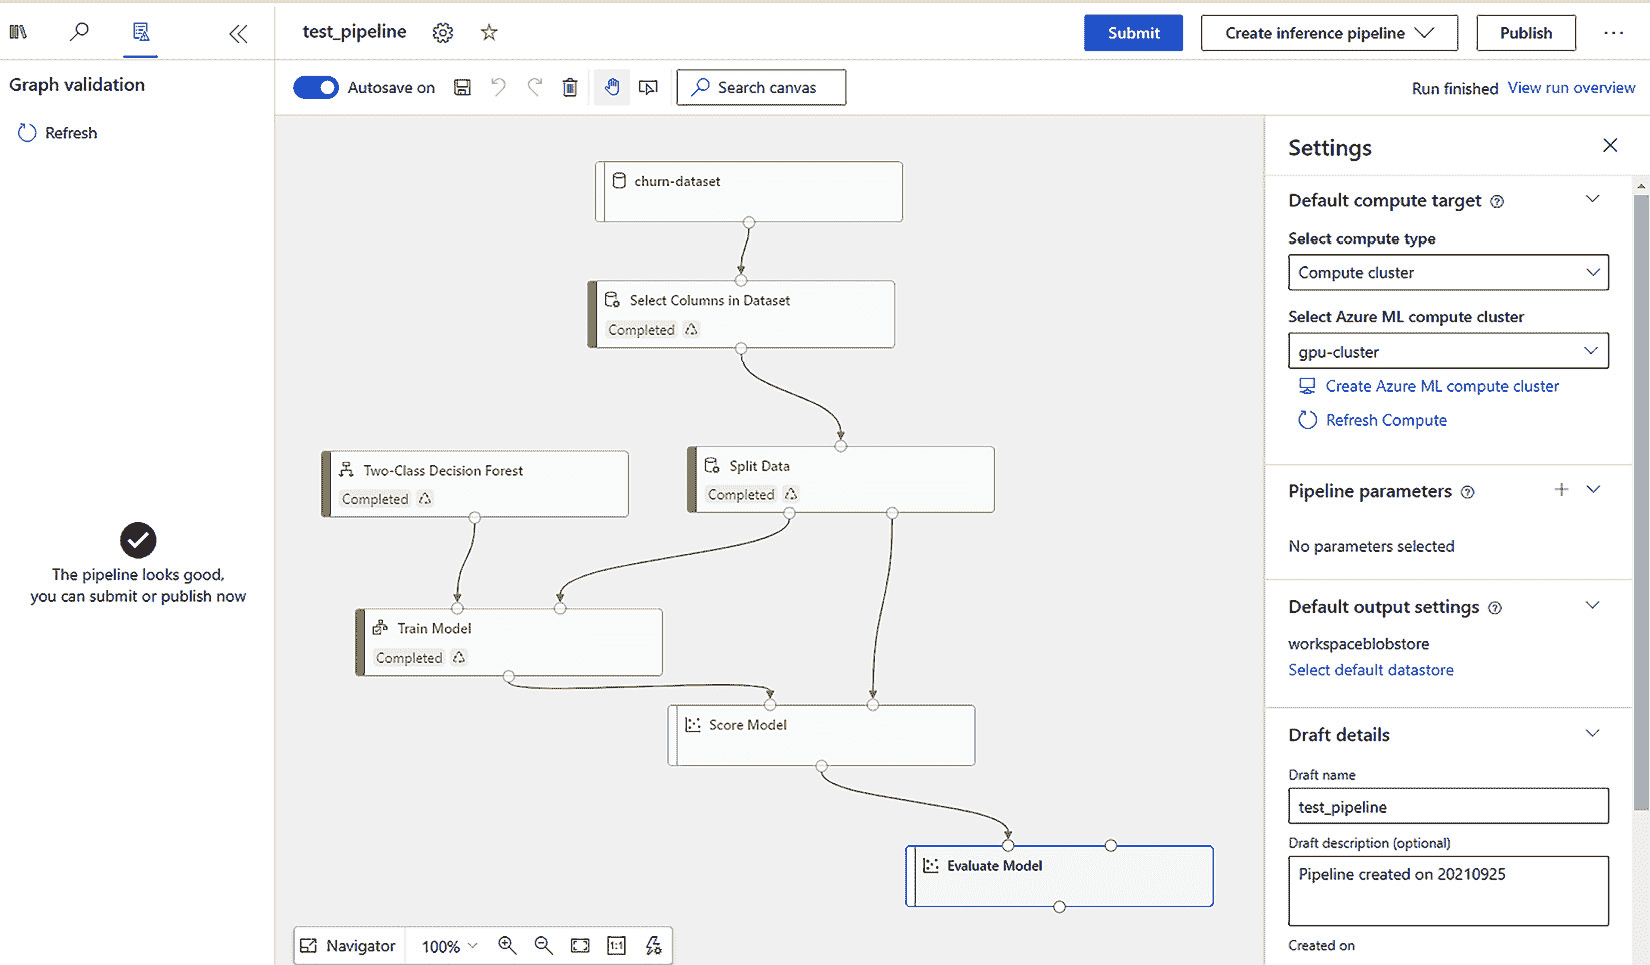 test_pipeline
Submit
Create inference pipeline
Publish
Graph validation
Refresh
The pipeline looks good,
you can submit or publish now
Autosave on
Search canvas
Run finished View run overview
churn-dataset
Select Columns in Dataset
Completed
Two-Class Decision Forest
Completed
Split Data
Completed
Train Model
Completed
Score Model
Evaluate Model
Navigator
100%
1:1
Settings
Default compute target
Select compute type
Compute cluster
Select Azure ML compute cluster
gpu-cluster
Create Azure ML compute cluster
Refresh Compute
Pipeline parameters
No parameters selected
Default output settings
workspaceblobstore
Select default datastore
Draft details
Draft name
test_pipeline
Draft description (optional)
Pipeline created on 20210925
Created on